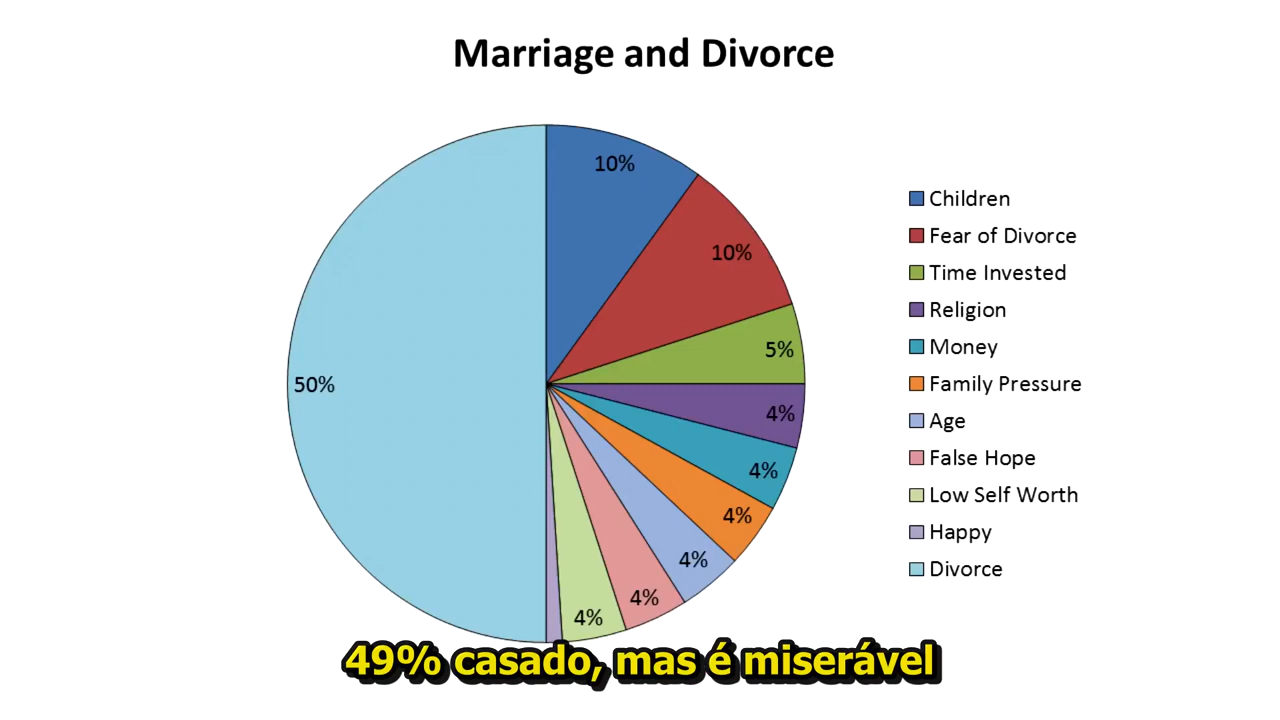 Marriage and Divorce
10%
10%
5%
4%
4%
4%
4%
4%
4%
50%
Children
Fear of Divorce
Time Invested
Religion
Money
Family Pressure
Age
False Hope
Low Self Worth
Happy
Divorce
49% casado, mas é miserável